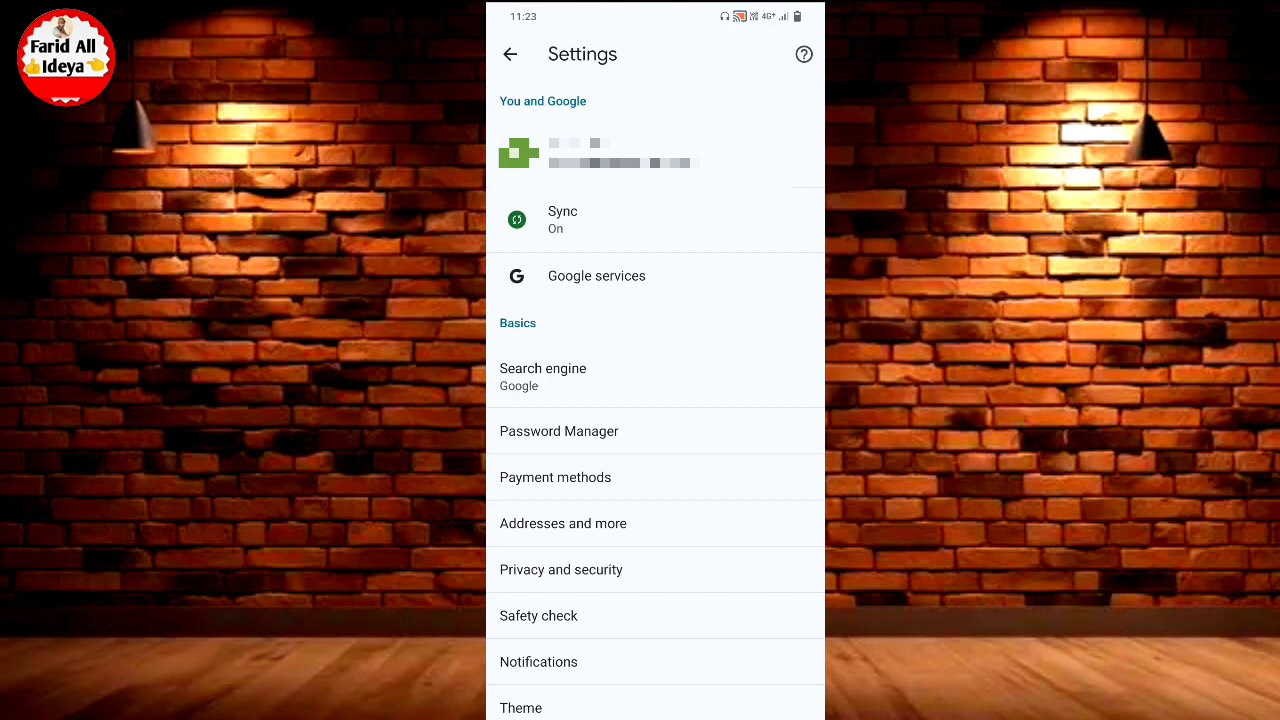 Farid All
Ideya
11:23
4G+
Settings
You and Google
Sync
On
G Google services
Basics
Search engine
Google
Password Manager
Payment methods
Addresses and more
Privacy and security
Safety check
Notifications
Theme